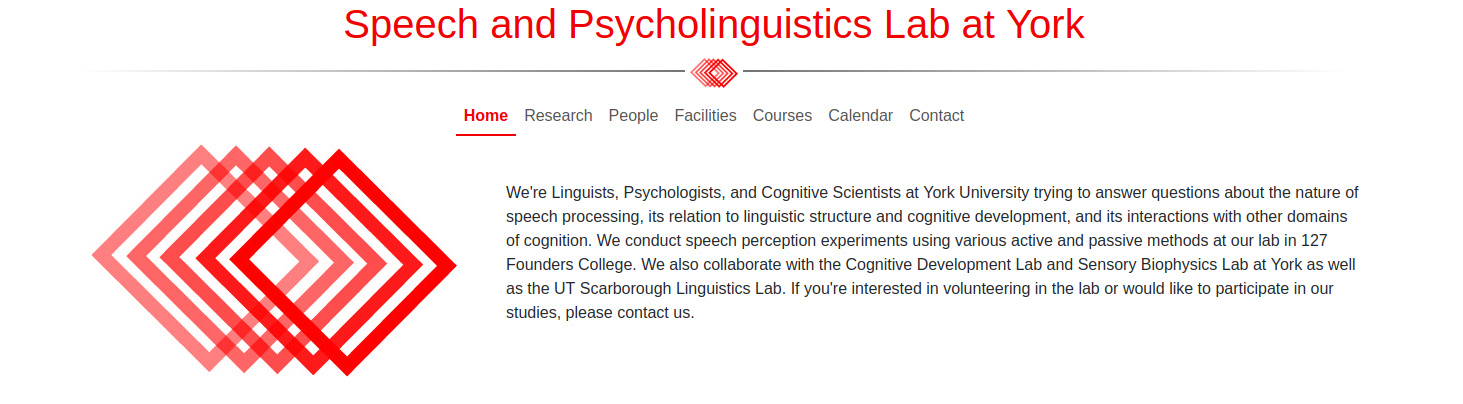 Speech and Psycholinguistics Lab at York
Home Research People Facilities Courses Calendar Contact
We're Linguists, Psychologists, and Cognitive Scientists at York University trying to answer questions about the nature of
speech processing, its relation to linguistic structure and cognitive development, and its interactions with other domains
of cognition. We conduct speech perception experiments using various active and passive methods at our lab in 127
Founders College. We also collaborate with the Cognitive Development Lab and Sensory Biophysics Lab at York as well
as the UT Scarborough Linguistics Lab. If you're interested in volunteering in the lab or would like to participate in our
studies, please contact us.